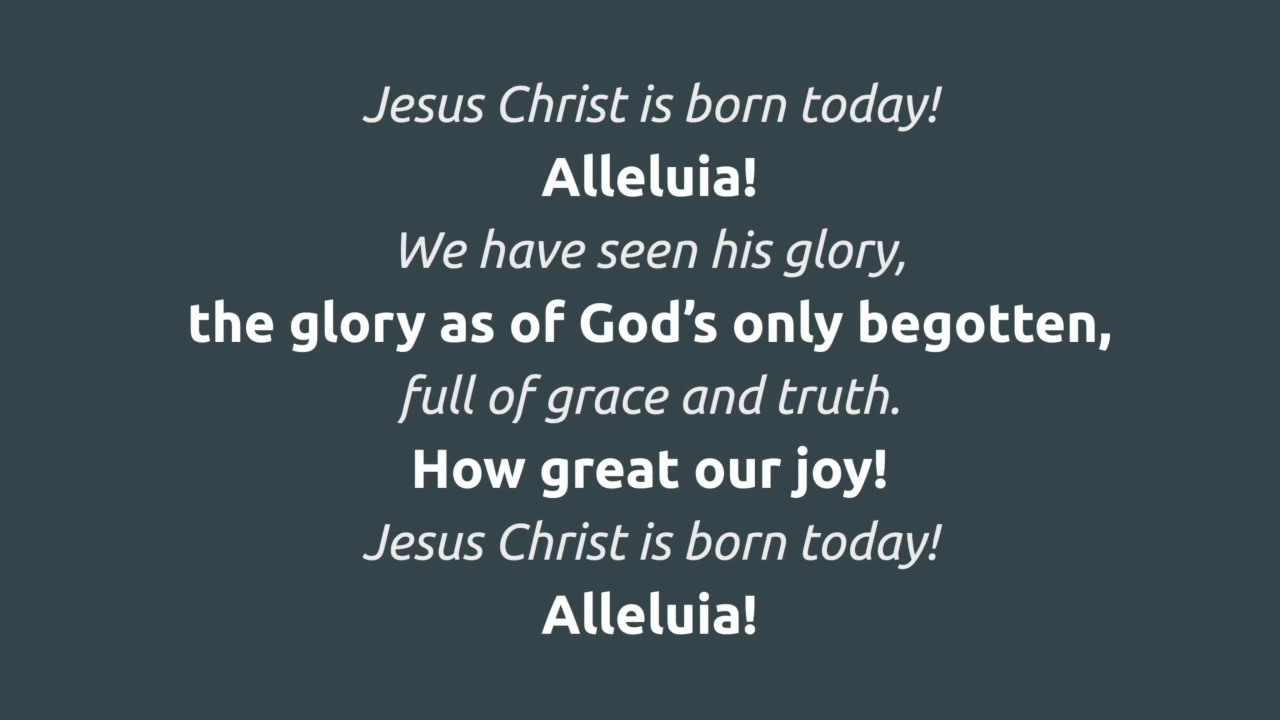 Jesus Christ is born today!
Alleluia!
We have seen his glory,
the glory as of God’s only begotten,
full of grace and truth.
How great our joy!
Jesus Christ is born today!
Alleluia!